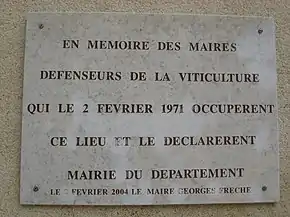 EN MEMOIRE DES MAIRES
DEFENSEURS DE LA VITICULTURE
QUI LE 2 FEVRIER 1971 OCCUPERENT
CE LIEU ET LE DECLARERENT
MAIRIE DU DEPARTEMENT
LE FEVRIER 2004 LE MAIRE GEORGES FRECHE